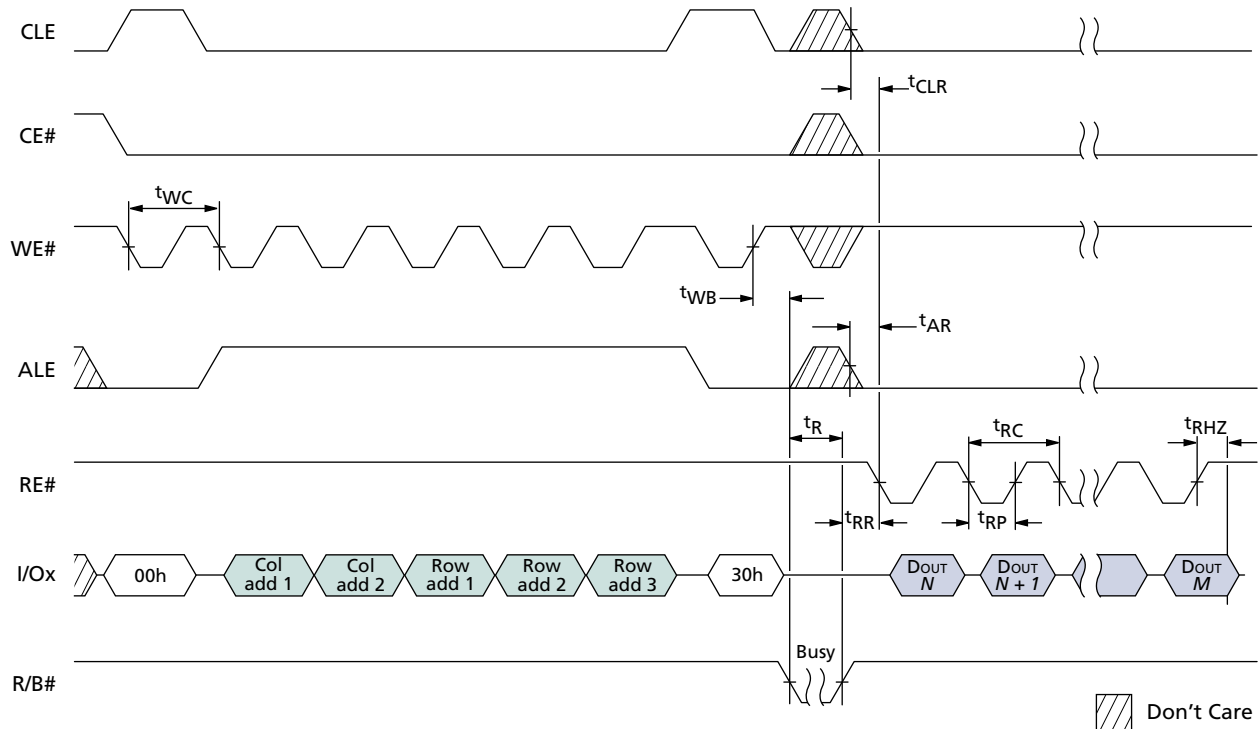 CLE
tCLR
CE#
tWC
WE#
tWB
tAR
ALE
tR
tRC
tRHZ
RE#
tRR
tRP
I/Ox
00h
Col
add 1
Col
add 2
Row
add 1
Row
add 2
Row
add 3
30h
DOUT
N
DOUT
N + 1
DOUT
M
Busy
R/B#
Don't Care